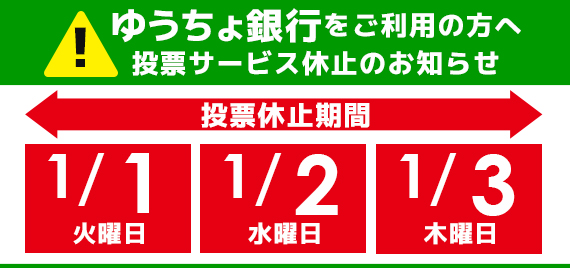 !
ゆうちょ銀行をご利用の方へ
投票サービス休止のお知らせ
投票休止期間
1/1
火曜日
1/2
水曜日
1/3
木曜日